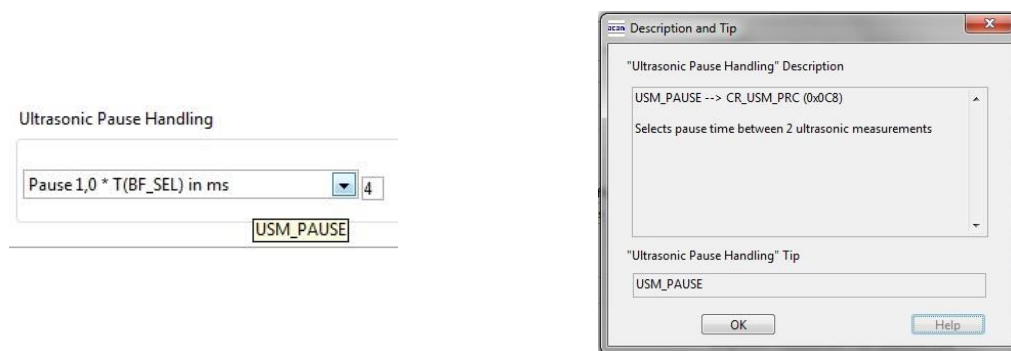 Ultrasonic Pause Handling
Pause 1,0 * T(BF_SEL) in ms
4
USM_PAUSE
acam Description and Tip
"Ultrasonic Pause Handling" Description
USM_PAUSE --> CR_USM_PRC (0x0C8)
Selects pause time between 2 ultrasonic measurements
"Ultrasonic Pause Handling" Tip
USM_PAUSE
OK
Help